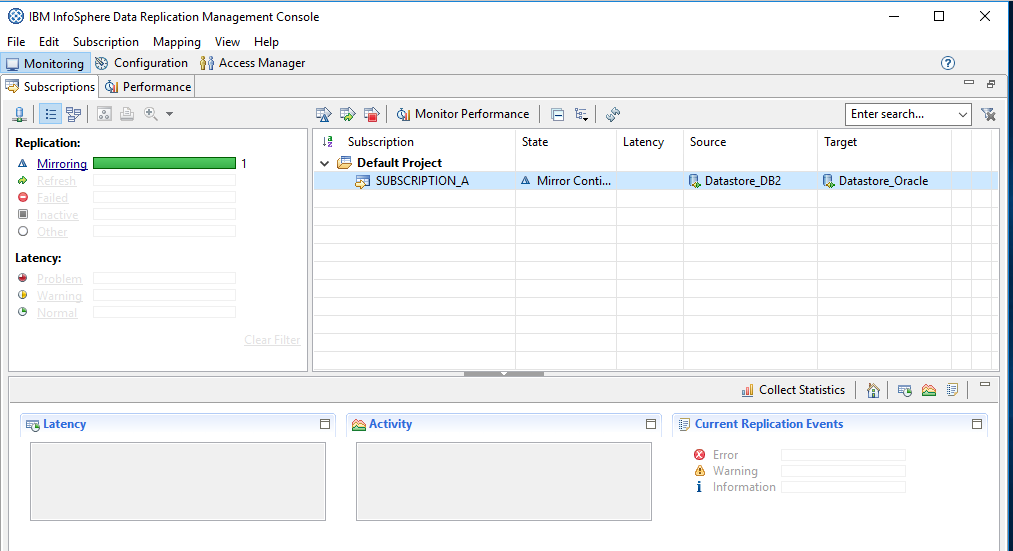 IBM InfoSphere Data Replication Management Console
File Edit Subscription Mapping View Help
Monitoring Configuration Access Manager ?
Subscriptions Performance
Monitor Performance Enter search...
Replication:
Mirroring 1
Refresh
Failed
Inactive
Other
Latency:
Problem
Warning
Normal
Clear Filter
Subscription State Latency Source Target
Default Project
SUBSCRIPTION_A Mirror Conti... Datastore_DB2 Datastore_Oracle
Collect Statistics
Latency Activity Current Replication Events
Error
Warning
Information